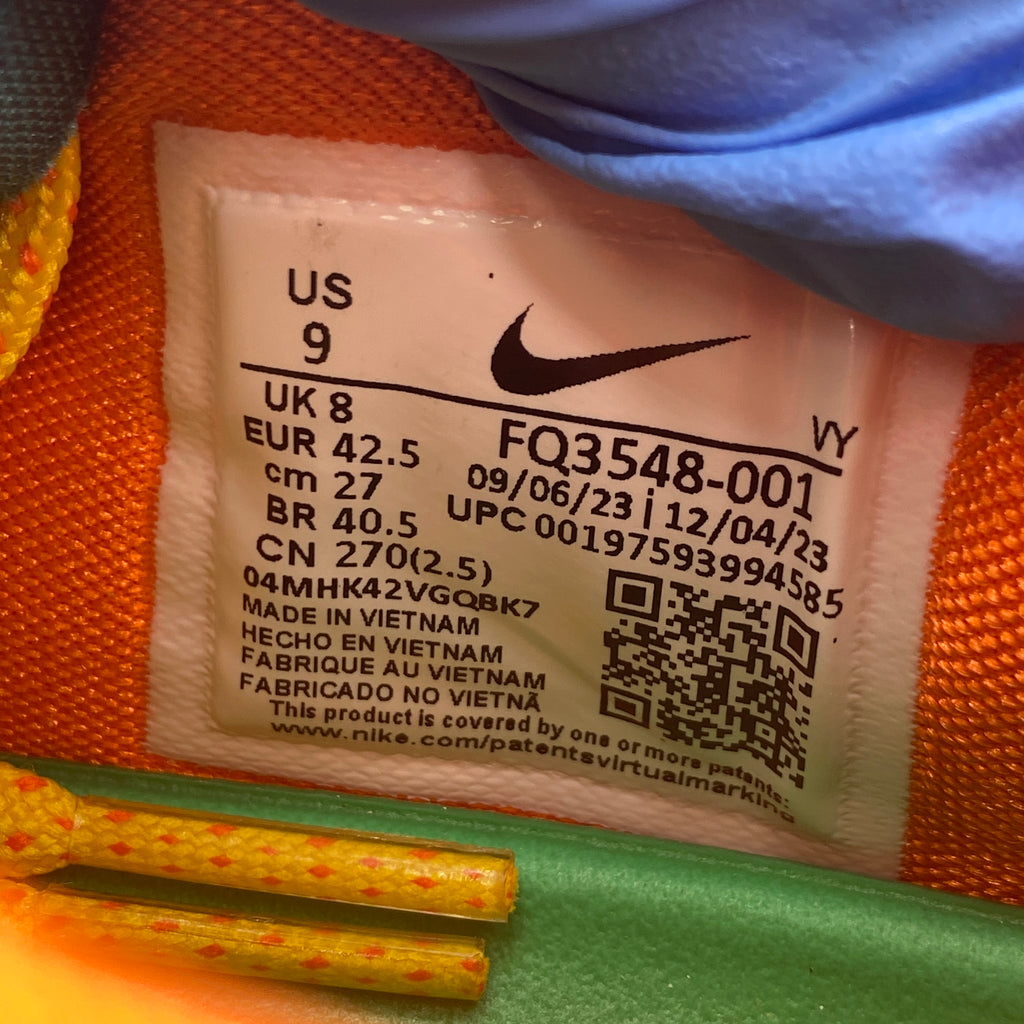 US
9
VY
UK 8
EUR 42.5
cm 27
BR 40.5
CN 270(2.5)
FQ3548-001
09/06/23 | 12/04/23
UPC 00197593994585
04MHK42VGQBK7
MADE IN VIETNAM
HECHO EN VIETNAM
FABRIQUE AU VIETNAM
FABRICADO NO VIETNÃ
This product is covered by one or more patents:
www.nike.com/patentsvirtualmarking